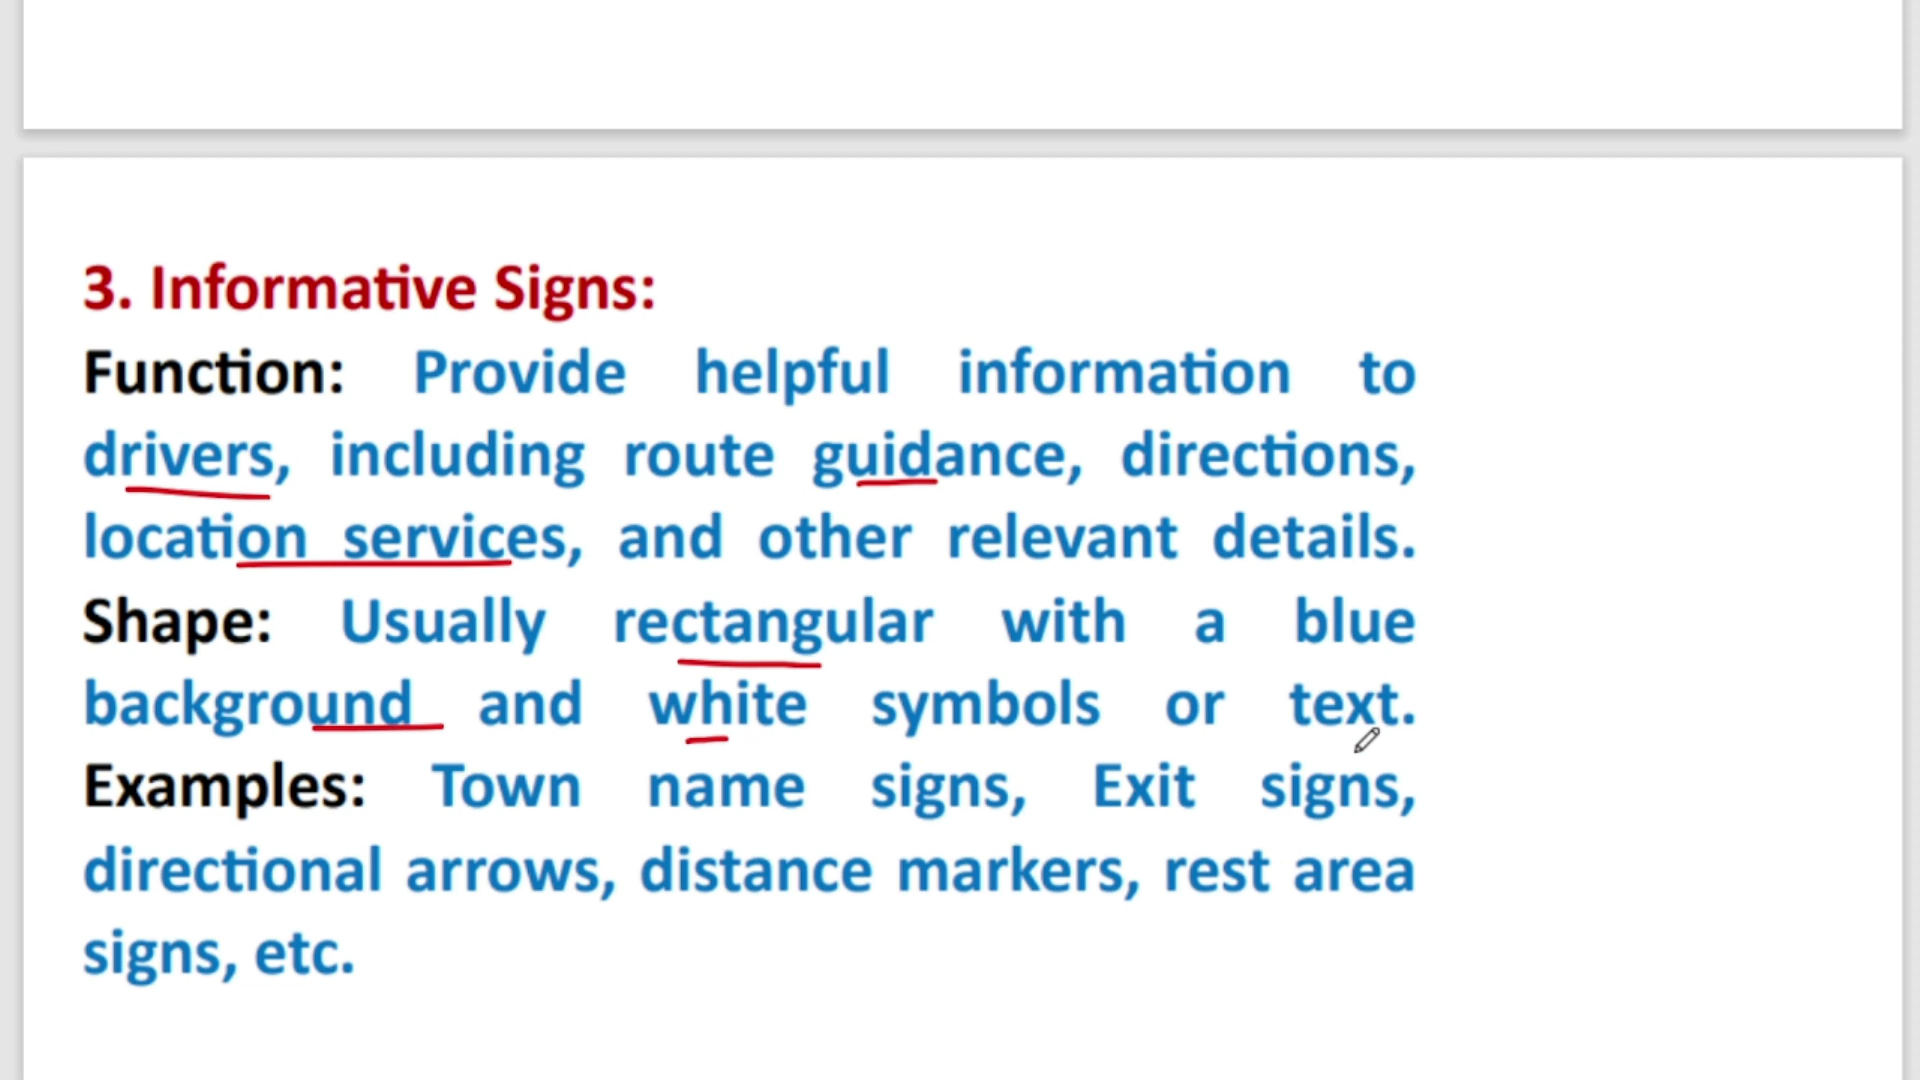 3. Informative Signs:
Function: Provide helpful information to
drivers, including route guidance, directions,
location services, and other relevant details.
Shape: Usually rectangular with a blue
background and white symbols or text.
Examples: Town name signs, Exit signs,
directional arrows, distance markers, rest area
signs, etc.